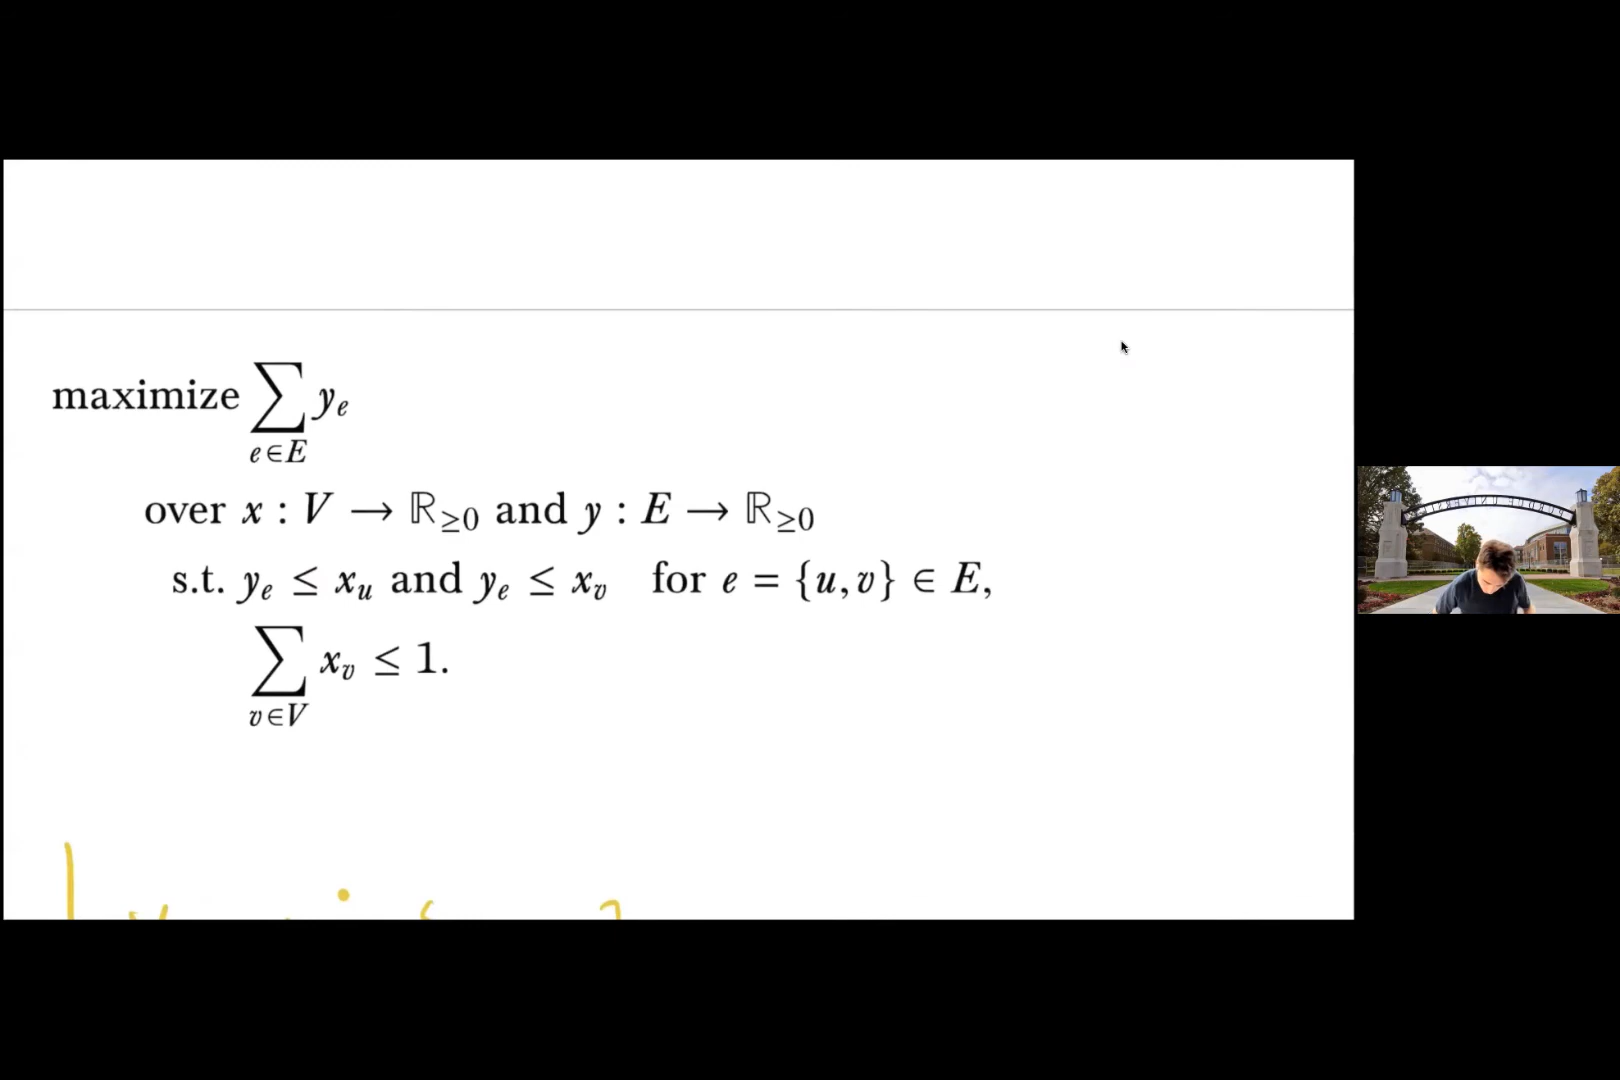 maximize ∑_{e∈E} y_e
over x : V → ℝ_{≥0} and y : E → ℝ_{≥0}
s.t. y_e ≤ x_u and y_e ≤ x_v for e = {u, v} ∈ E,
∑_{v∈V} x_v ≤ 1.